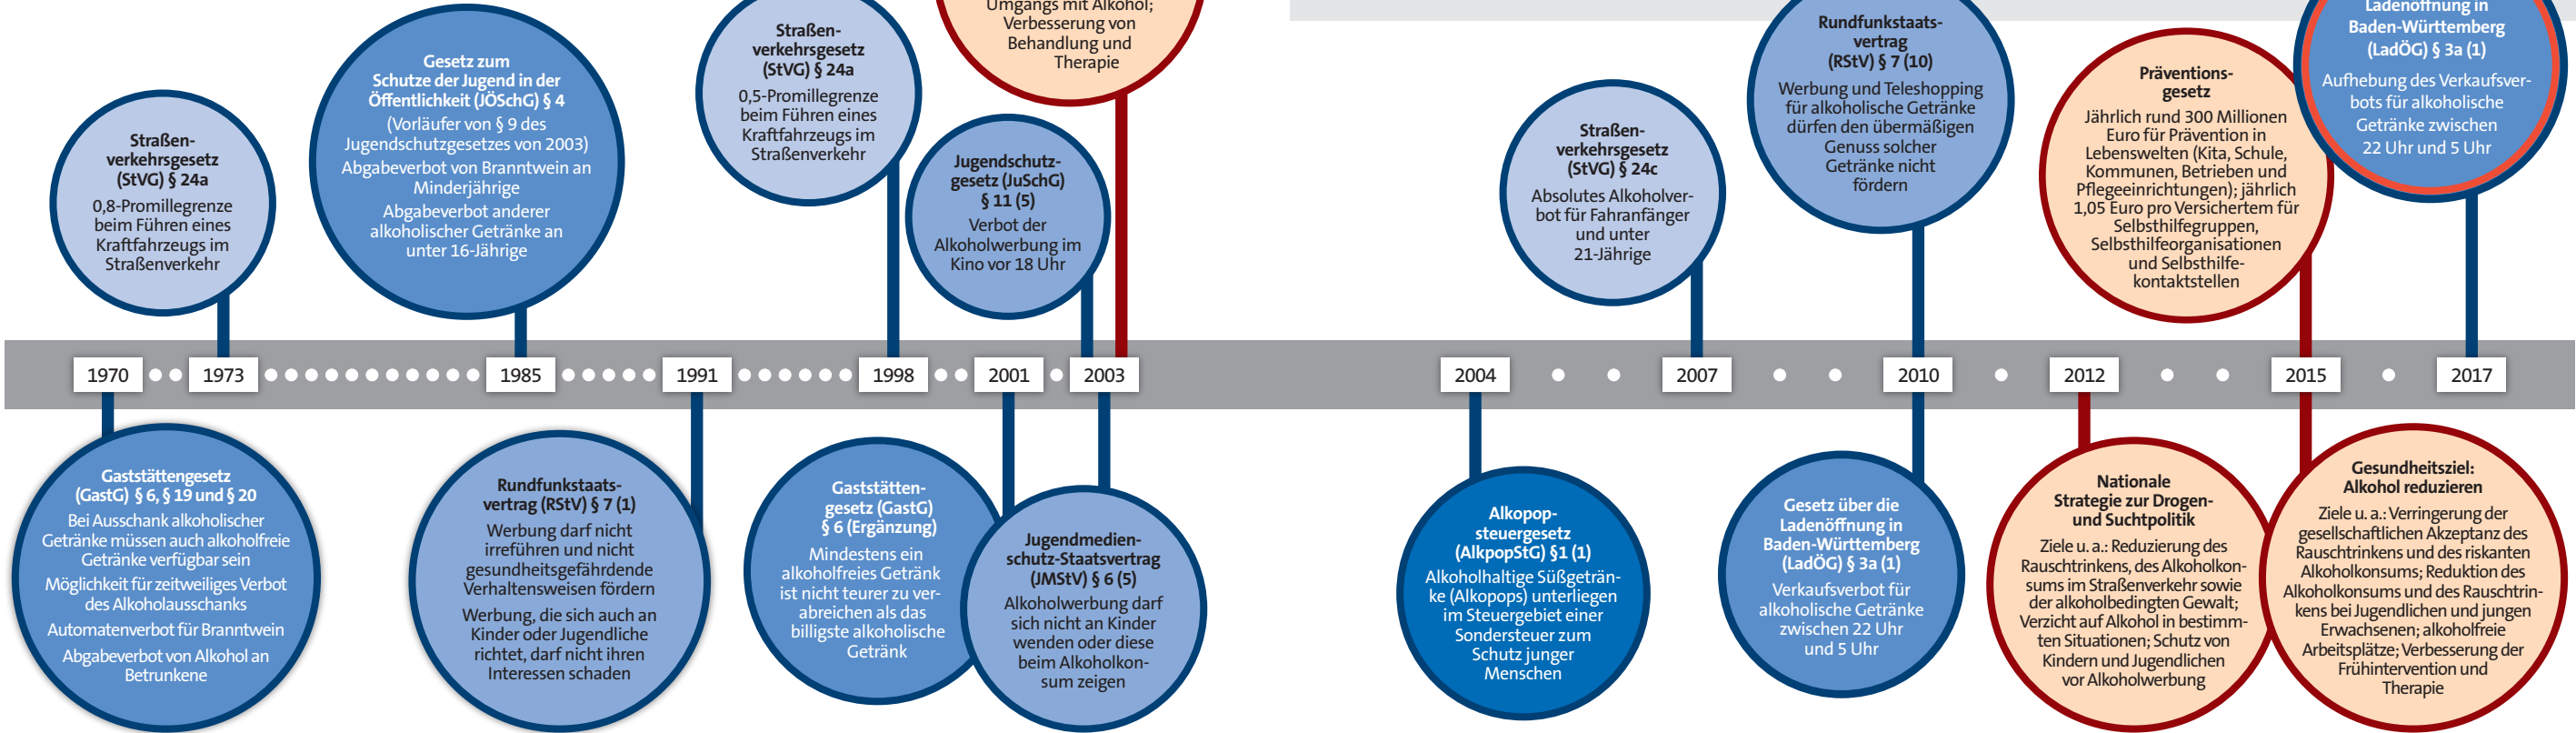 Straßen-
verkehrsgesetz
(StVG) § 24a
0,8-Promillegrenze
beim Führen eines
Kraftfahrzeugs im
Straßenverkehr
Gesetz zum
Schutze der Jugend in der
Öffentlichkeit (JÖSchG) § 4
(Vorläufer von § 9 des
Jugendschutzgesetzes von 2003)
Abgabeverbot von Branntwein an
Minderjährige
Abgabeverbot anderer
alkoholischer Getränke an
unter 16-Jährige
Straßen-
verkehrsgesetz
(StVG) § 24a
0,5-Promillegrenze
beim Führen eines
Kraftfahrzeugs im
Straßenverkehr
Umgangs mit Alkohol;
Verbesserung von
Behandlung und
Therapie
Jugendschutz-
gesetz (JuSchG)
§ 11 (5)
Verbot der
Alkoholwerbung im
Kino vor 18 Uhr
Straßen-
verkehrsgesetz
(StVG) § 24c
Absolutes Alkoholver-
bot für Fahranfänger
und unter
21-Jährige
Rundfunkstaats-
vertrag
(RStV) § 7 (10)
Werbung und Teleshopping
für alkoholische Getränke
dürfen den übermäßigen
Genuss solcher
Getränke nicht
fördern
Präventions-
gesetz
Jährlich rund 300 Millionen
Euro für Prävention in
Lebenswelten (Kita, Schule,
Kommunen, Betrieben und
Pflegeeinrichtungen); jährlich
1,05 Euro pro Versichertem für
Selbsthilfegruppen,
Selbsthilfeorganisationen
und Selbsthilfe-
kontaktstellen
Ladenöffnung in
Baden-Württemberg
(LadÖG) § 3a (1)
Aufhebung des Verkaufsver-
bots für alkoholische
Getränke zwischen
22 Uhr und 5 Uhr
1970
1973
1985
1991
1998
2001
2003
2004
2007
2010
2012
2015
2017
Gaststättengesetz
(GastG) § 6, § 19 und § 20
Bei Ausschank alkoholischer
Getränke müssen auch alkoholfreie
Getränke verfügbar sein
Möglichkeit für zeitweiliges Verbot
des Alkoholausschanks
Automatenverbot für Branntwein
Abgabeverbot von Alkohol an
Betrunkene
Rundfunkstaats-
vertrag (RStV) § 7 (1)
Werbung darf nicht
irreführen und nicht
gesundheitsgefährdende
Verhaltensweisen fördern
Werbung, die sich auch an
Kinder oder Jugendliche
richtet, darf nicht ihren
Interessen schaden
Gaststätten-
gesetz (GastG)
§ 6 (Ergänzung)
Mindestens ein
alkoholfreies Getränk
ist nicht teurer zu ver-
abreichen als das
billigste alkoholische
Getränk
Jugendmedien-
schutz-Staatsvertrag
(JMStV) § 6 (5)
Alkoholwerbung darf
sich nicht an Kinder
wenden oder diese
beim Alkoholkon-
sum zeigen
Alkopop-
steuergesetz
(AlkpopStG) §1 (1)
Alkoholhaltige Süßgeträn-
ke (Alkopops) unterliegen
im Steuergebiet einer
Sondersteuer zum
Schutz junger
Menschen
Gesetz über die
Ladenöffnung in
Baden-Württemberg
(LadÖG) § 3a (1)
Verkaufsverbot für
alkoholische Getränke
zwischen 22 Uhr
und 5 Uhr
Nationale
Strategie zur Drogen-
und Suchtpolitik
Ziele u. a.: Reduzierung des
Rauschtrinkens, des Alkoholkon-
sums im Straßenverkehr sowie
der alkoholbedingten Gewalt;
Verzicht auf Alkohol in bestimm-
ten Situationen; Schutz von
Kindern und Jugendlichen
vor Alkoholwerbung
Gesundheitsziel:
Alkohol reduzieren
Ziele u. a.: Verringerung der
gesellschaftlichen Akzeptanz des
Rauschtrinkens und des riskanten
Alkoholkonsums; Reduktion des
Alkoholkonsums und des Rauschtrin-
kens bei Jugendlichen und jungen
Erwachsenen; alkoholfreie
Arbeitsplätze; Verbesserung der
Frühintervention und
Therapie